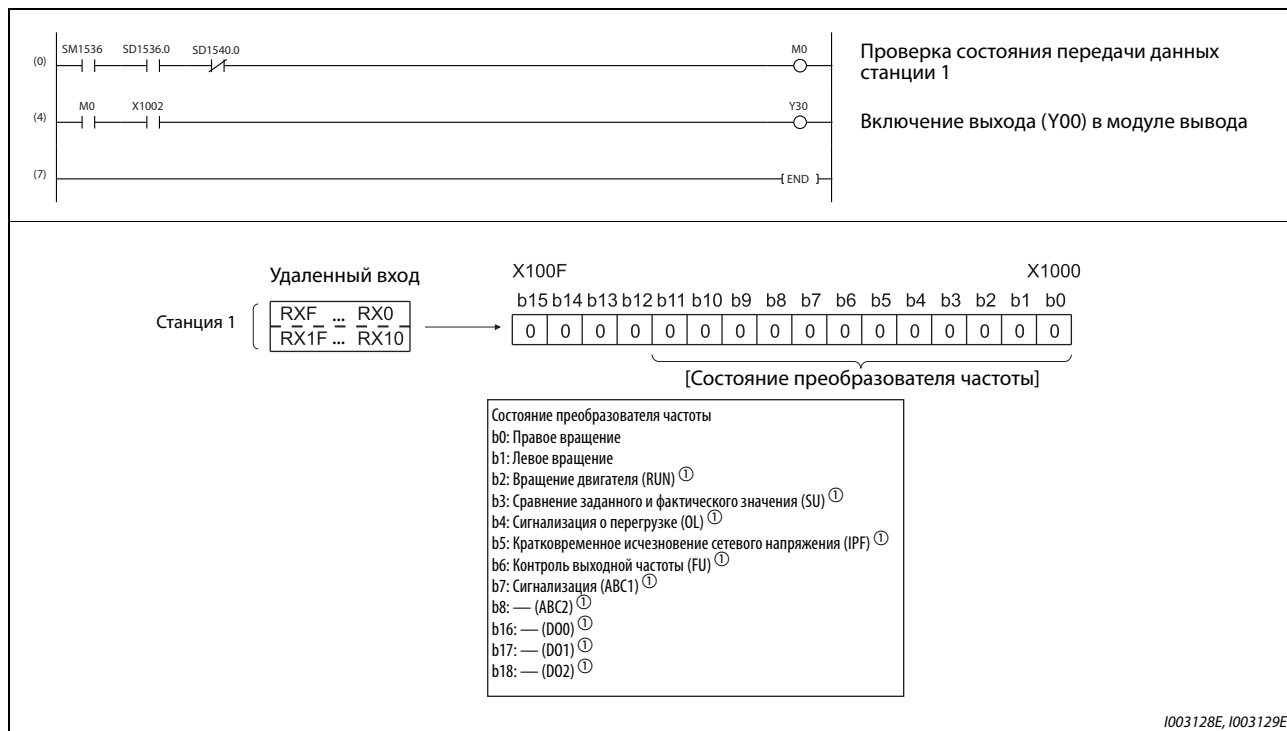 SM1536 SD1536.0 SD1540.0 M0
(0)
Проверка состояния передачи данных
станции 1
M0 X1002 Y30
(4)
Включение выхода (Y00) в модуле вывода
(7) END
Удаленный вход
X100F X1000
b15 b14 b13 b12 b11 b10 b9 b8 b7 b6 b5 b4 b3 b2 b1 b0
Станция 1
RXF ... RX0
RX1F ... RX10
0 0 0 0 0 0 0 0 0 0 0 0 0 0 0 0
[Состояние преобразователя частоты]
Состояние преобразователя частоты
b0: Правое вращение
b1: Левое вращение
b2: Вращение двигателя (RUN) ①
b3: Сравнение заданного и фактического значения (SU) ①
b4: Сигнализация о перегрузке (OL) ①
b5: Кратковременное исчезновение сетевого напряжения (IPF) ①
b6: Контроль выходной частоты (FU) ①
b7: Сигнализация (ABC1) ①
b8: — (ABC2) ①
b16: — (DO0) ①
b17: — (DO1) ①
b18: — (DO2) ①
I003128E, I003129E